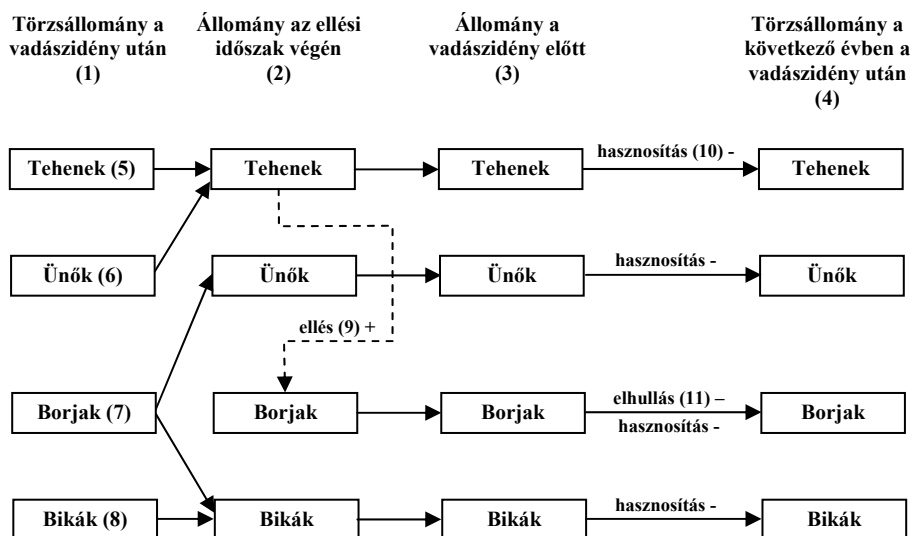 Törzsállomány a
vadászidény után
(1)
Állomány az ellési
időszak végén
(2)
Állomány a
vadászidény előtt
(3)
Törzsállomány a
következő évben a
vadászidény után
(4)
Tehenek (5)
Tehenek
Tehenek
hasznosítás (10) -
Tehenek
Ünők (6)
Ünők
Ünők
hasznosítás -
Ünők
ellés (9) +
Borjak (7)
Borjak
Borjak
elhullás (11) –
hasznosítás -
Borjak
Bikák (8)
Bikák
Bikák
hasznosítás -
Bikák